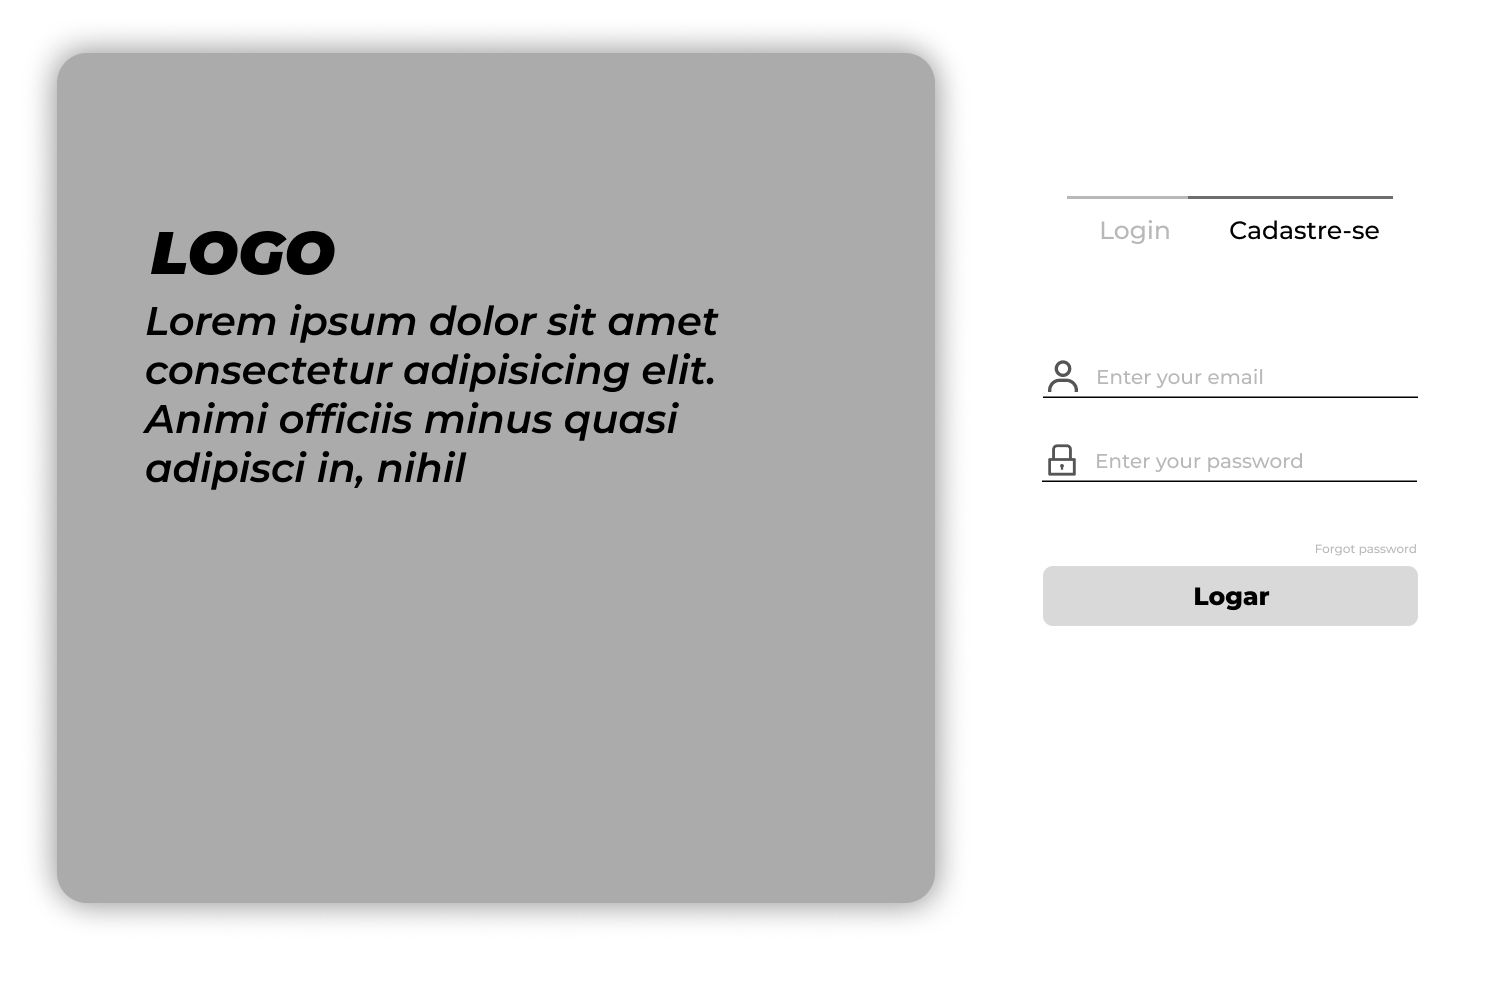 LOGO
Lorem ipsum dolor sit amet
consectetur adipisicing elit.
Animi officiis minus quasi
adipisci in, nihil
Login
Cadastre-se
Enter your email
Enter your password
Forgot password
Logar